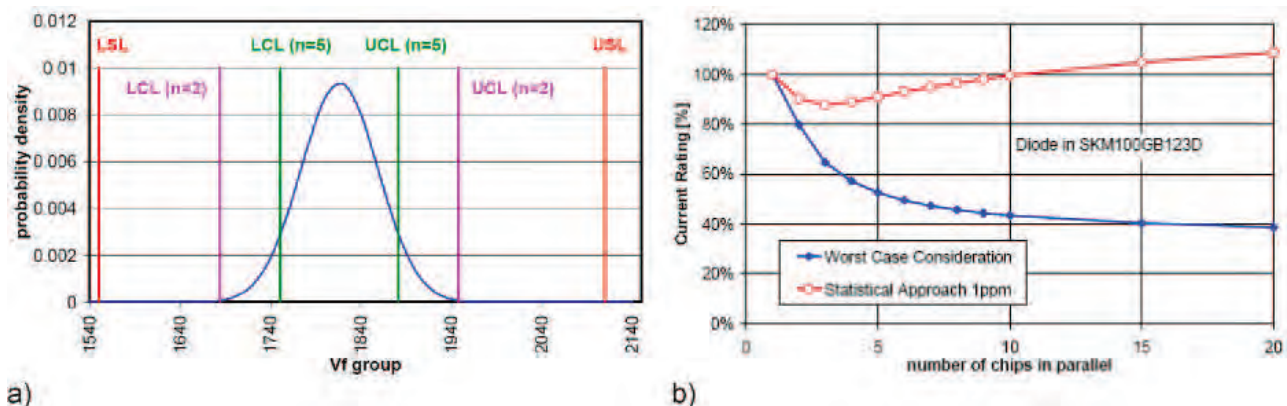 0.012
0.01
0.008
0.006
0.004
0.002
0
probability density
LSL
LCL (n=5)
UCL (n=5)
USL
LCL (n=2)
UCL (n=2)
1540
1640
1740
1840
1940
2040
2140
Vf group
a)
120%
100%
80%
60%
40%
20%
0%
Current Rating [%]
Diode in SKM100GB123D
Worst Case Consideration
Statistical Approach 1ppm
0
5
10
15
20
number of chips in parallel
b)